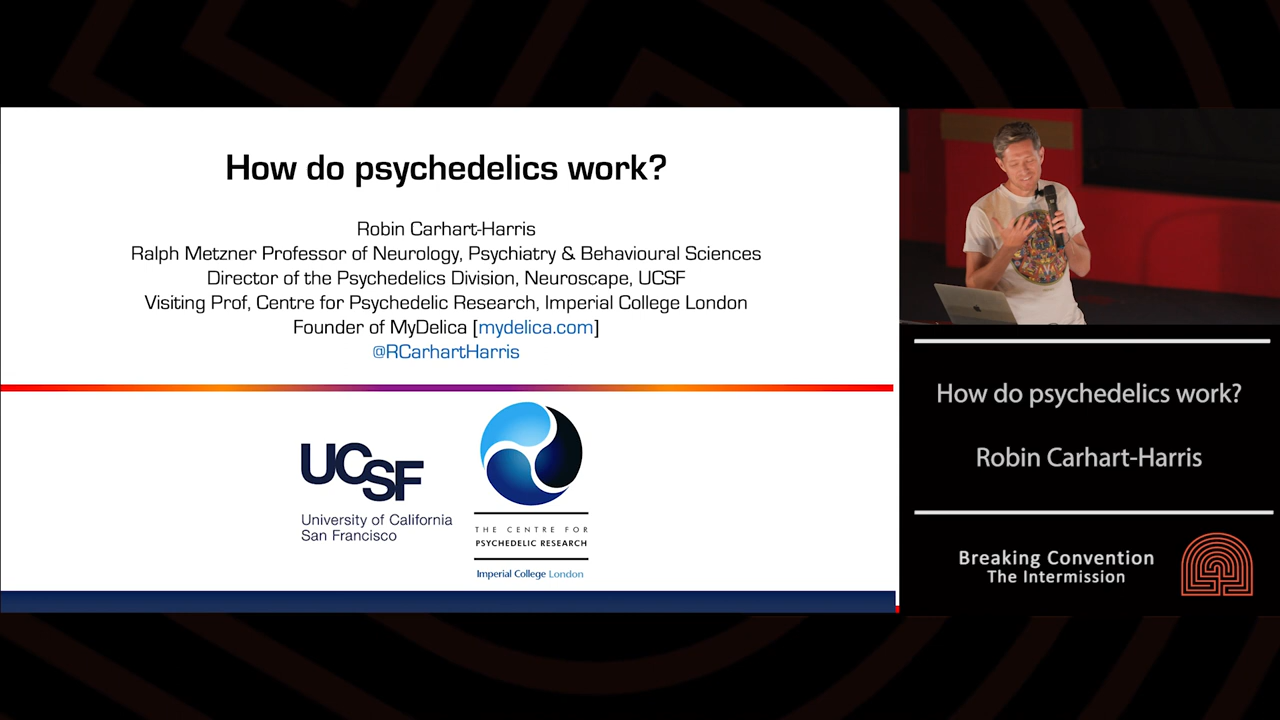 How do psychedelics work?
Robin Carhart-Harris
Ralph Metzner Professor of Neurology, Psychiatry & Behavioural Sciences
Director of the Psychedelics Division, Neuroscape, UCSF
Visiting Prof, Centre for Psychedelic Research, Imperial College London
Founder of MyDelica [mydelica.com]
@RCarhartHarris
UCSF
University of California
San Francisco
THE CENTRE FOR
PSYCHEDELIC RESEARCH
Imperial College London
How do psychedelics work?
Robin Carhart-Harris
Breaking Convention
The Intermission